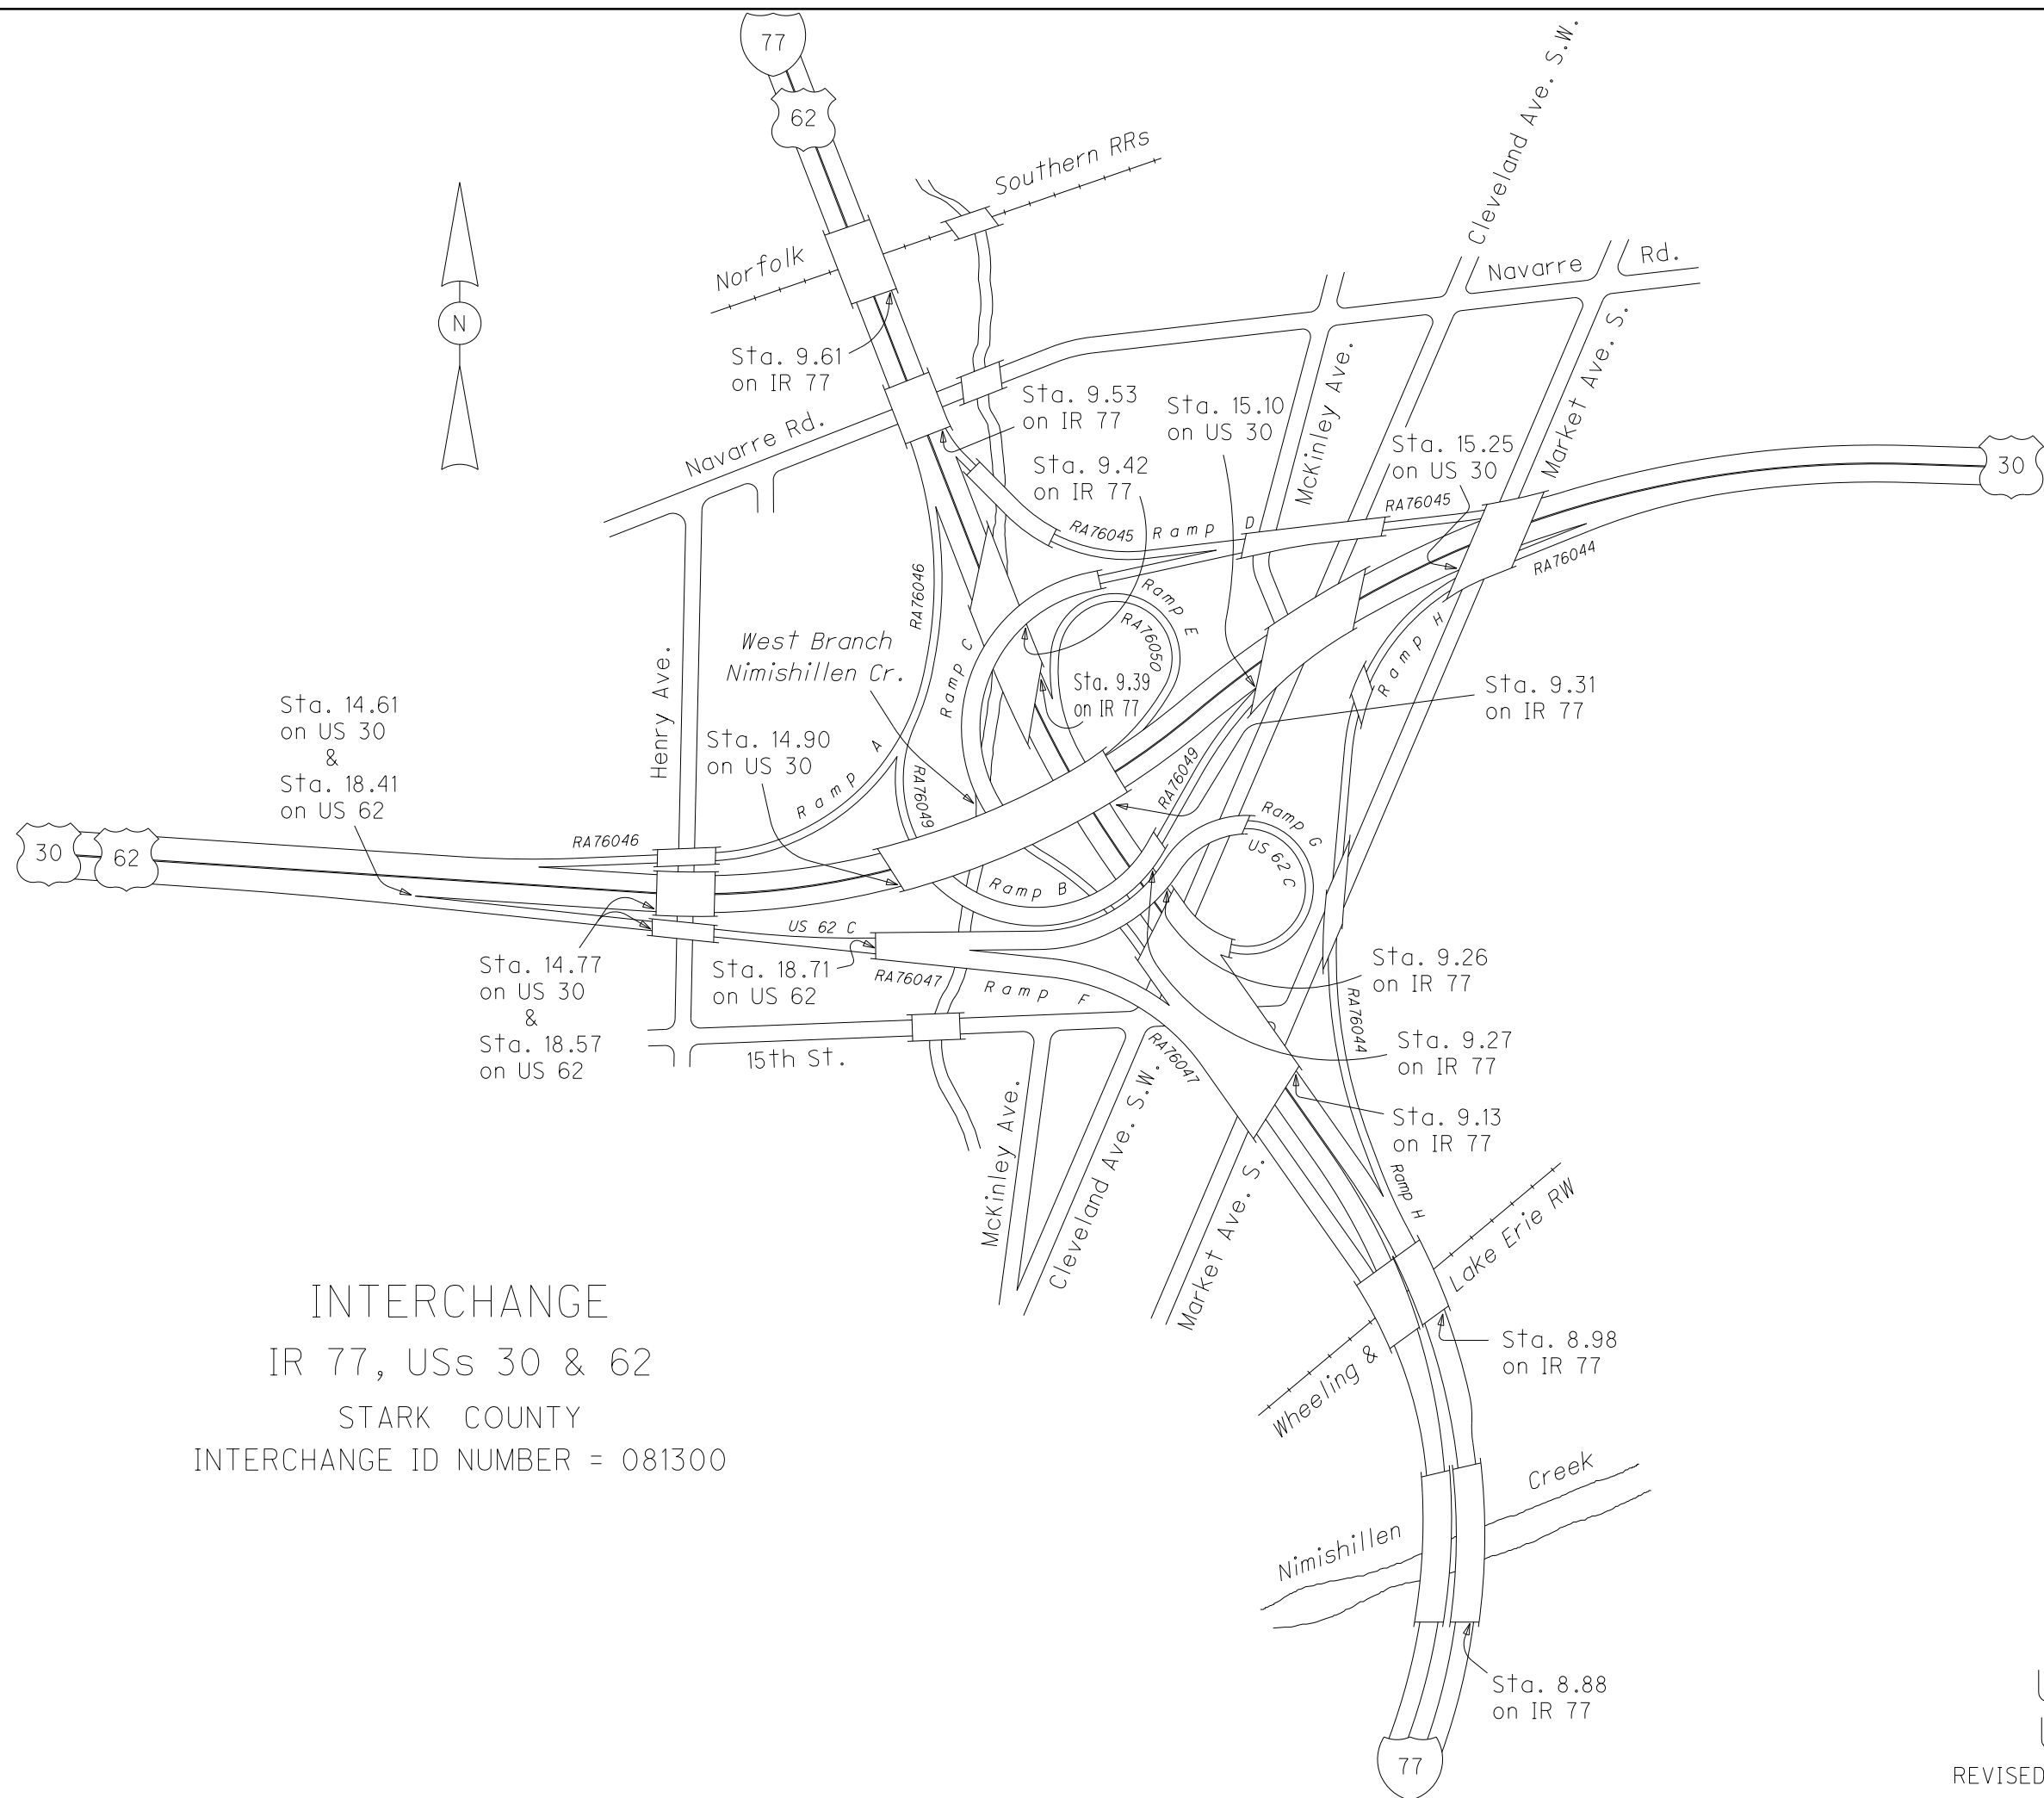 77
62
Norfolk
Southern RRs
Cleveland Ave. S.W.
Navarre
Rd.
N
Sta. 9.61
on IR 77
Sta. 9.53
on IR 77
Sta. 15.10
on US 30
McKinley Ave.
Market Ave. S.
Sta. 15.25
on US 30
30
Navarre Rd.
Sta. 9.42
on IR 77
RA76045
Ramp D
RA76045
RA76044
RA76046
Ramp E
RA76050
Ramp C
Ramp H
West Branch
Nimishillen Cr.
Henry Ave.
Sta. 9.39
on IR 77
Sta. 9.31
on IR 77
Sta. 14.61
on US 30
&
Sta. 18.41
on US 62
Sta. 14.90
on US 30
Ramp A
RA76049
RA76049
30
62
RA76046
Ramp B
Ramp G
US 62 C
US 62 C
Sta. 14.77
on US 30
&
Sta. 18.57
on US 62
Sta. 18.71
on US 62
RA76047
Ramp F
RA76047
Sta. 9.26
on IR 77
RA76044
Sta. 9.27
on IR 77
15th St.
McKinley Ave.
Cleveland Ave. S.W.
Market Ave. S.
Sta. 9.13
on IR 77
Ramp H
Wheeling &
Lake Erie RW
Sta. 8.98
on IR 77
INTERCHANGE
IR 77, USs 30 & 62
STARK COUNTY
INTERCHANGE ID NUMBER = 081300
Nimishillen
Creek
Sta. 8.88
on IR 77
77
REVISED